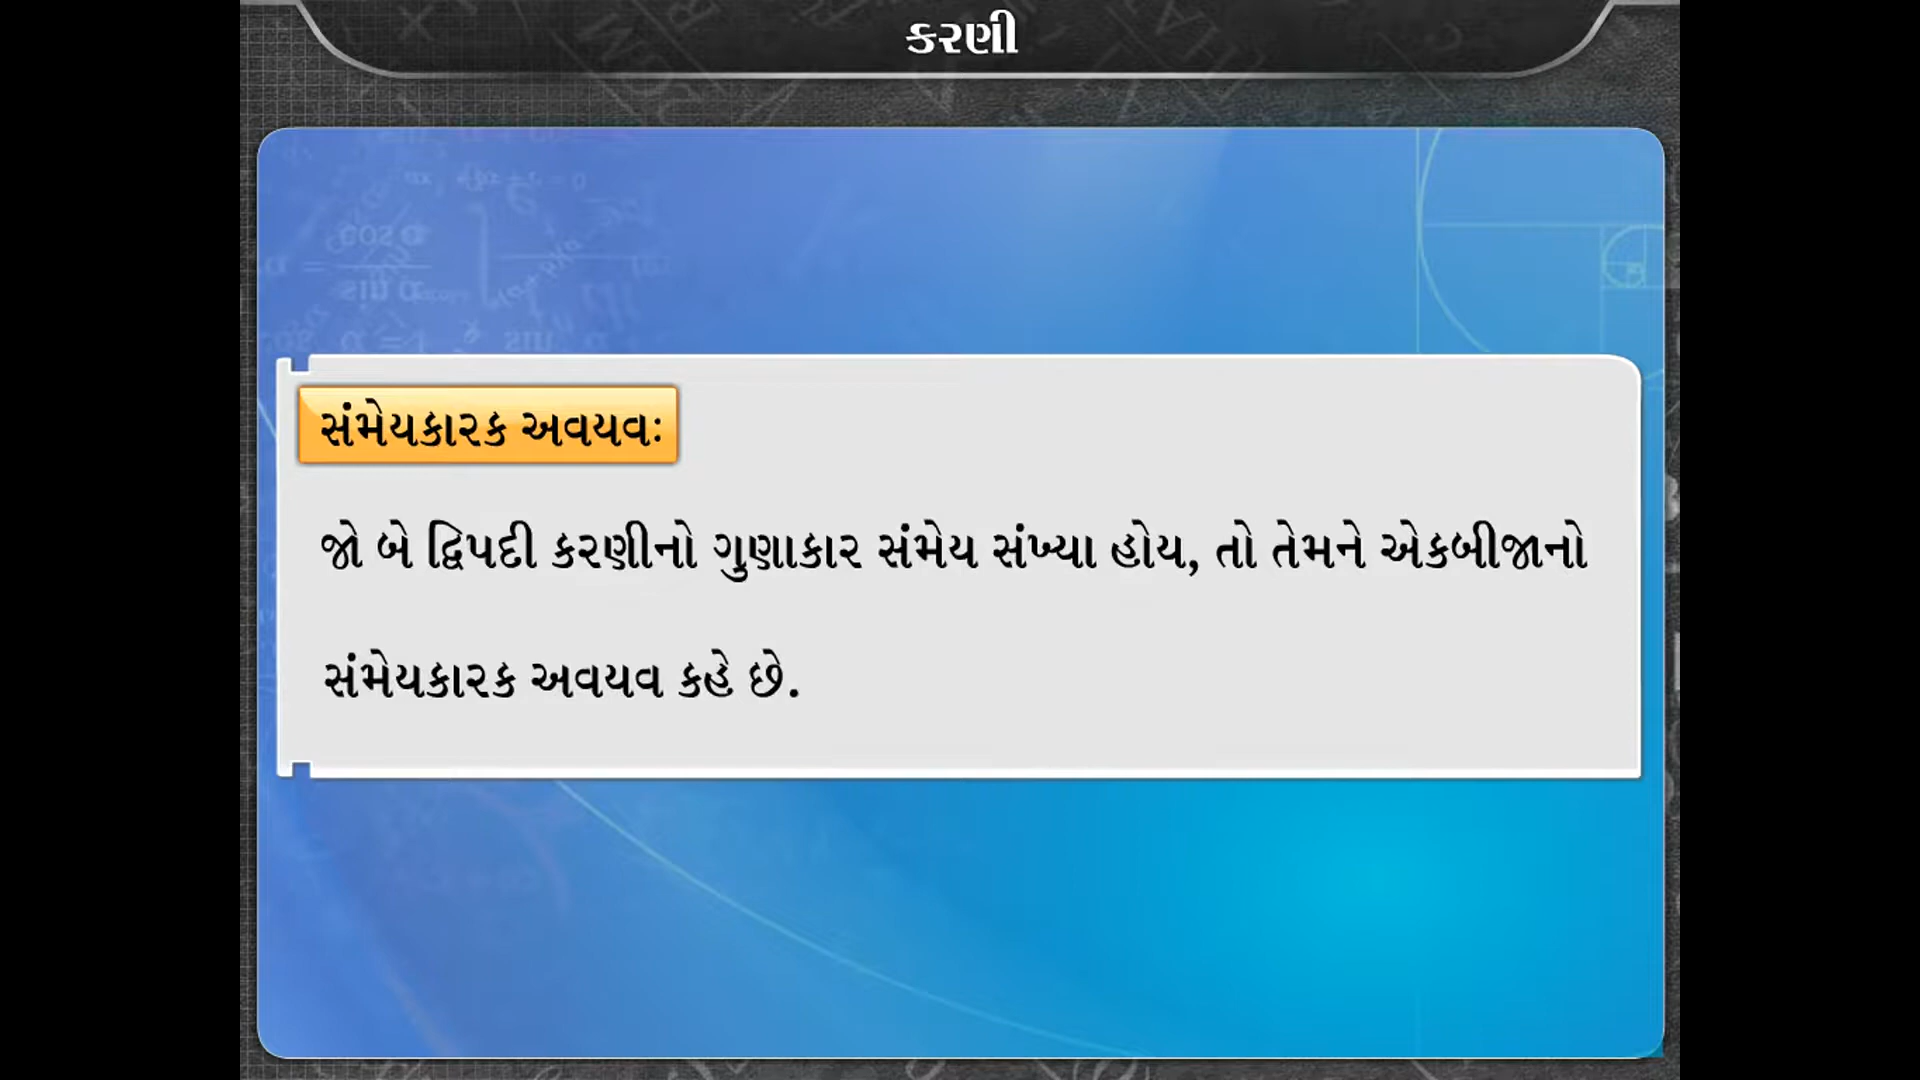 કરણી
સંમેયકારક અવયવઃ
જો બે દ્વિપદી કરણીનો ગુણાકાર સંમેય સંખ્યા હોય, તો તેમને એકબીજાનો
સંમેયકારક અવયવ કહે છે.